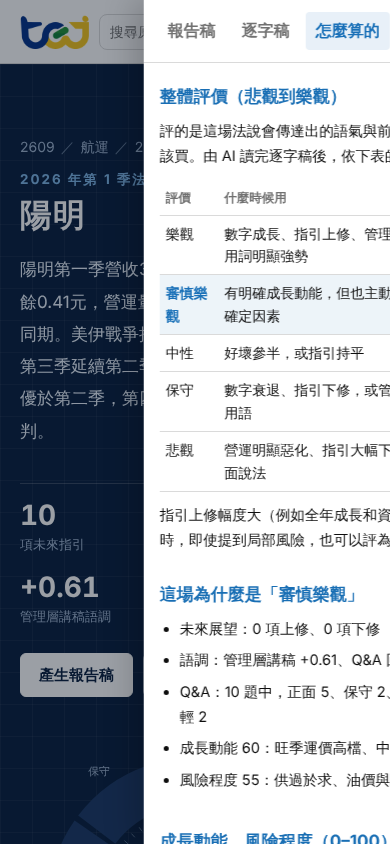 tej
搜尋
2609 ／ 航運 ／ 2
2026 年第 1 季法
陽明
陽明第一季營收3
餘0.41元，營運
同期。美伊戰爭
第三季延續第二
優於第二季，第
判。
10
項未來指引
+0.61
管理層講稿語調
產生報告稿
保守
報告稿 逐字稿 怎麼算的
整體評價（悲觀到樂觀）
評的是這場法說會傳達出的語氣與前
該買。由 AI 讀完逐字稿後，依下表的
評價 什麼時候用
樂觀 數字成長、指引上修、管理
用詞明顯強勢
審慎樂觀 有明確成長動能，但也主動
確定因素
中性 好壞參半，或指引持平
保守 數字衰退、指引下修，或管
用語
悲觀 營運明顯惡化、指引大幅下
面說法
指引上修幅度大（例如全年成長和資
時，即使提到局部風險，也可以評為
這場為什麼是「審慎樂觀」
• 未來展望：0 項上修、0 項下修
• 語調：管理層講稿 +0.61、Q&A
• Q&A：10 題中，正面 5、保守 2、
輕 2
• 成長動能 60：旺季運價高檔、中
• 風險程度 55：供過於求、油價與
成長動能、風險程度（0–100）